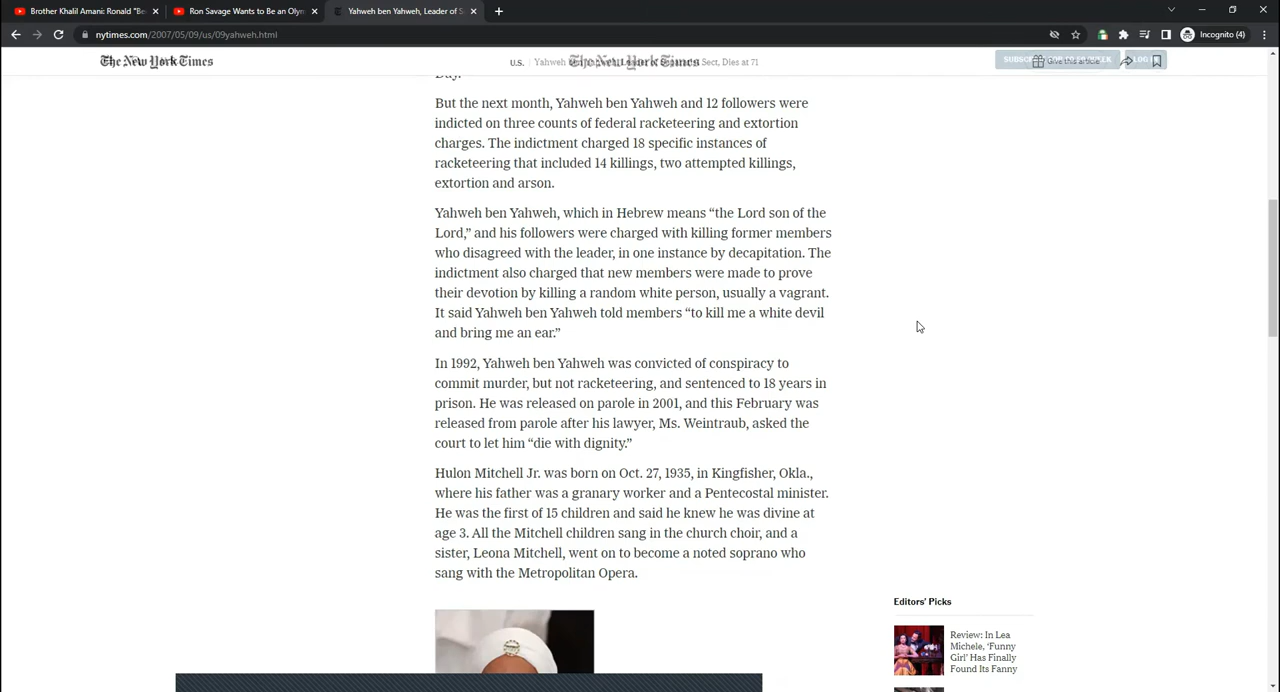 Brother Khalil Amani: Ronald "Be
Ron Savage Wants to Be an Olym
Yahweh ben Yahweh, Leader of S
nytimes.com/2007/05/09/us/09yahweh.html
Incognito (4)
The New York Times
U.S.
Yahweh ben Yahweh, Leader of Separatist Sect, Dies at 71
Give this article
Day.
But the next month, Yahweh ben Yahweh and 12 followers were
indicted on three counts of federal racketeering and extortion
charges. The indictment charged 18 specific instances of
racketeering that included 14 killings, two attempted killings,
extortion and arson.
Yahweh ben Yahweh, which in Hebrew means “the Lord son of the
Lord,” and his followers were charged with killing former members
who disagreed with the leader, in one instance by decapitation. The
indictment also charged that new members were made to prove
their devotion by killing a random white person, usually a vagrant.
It said Yahweh ben Yahweh told members “to kill me a white devil
and bring me an ear.”
In 1992, Yahweh ben Yahweh was convicted of conspiracy to
commit murder, but not racketeering, and sentenced to 18 years in
prison. He was released on parole in 2001, and this February was
released from parole after his lawyer, Ms. Weintraub, asked the
court to let him “die with dignity.”
Hulon Mitchell Jr. was born on Oct. 27, 1935, in Kingfisher, Okla.,
where his father was a granary worker and a Pentecostal minister.
He was the first of 15 children and said he knew he was divine at
age 3. All the Mitchell children sang in the church choir, and a
sister, Leona Mitchell, went on to become a noted soprano who
sang with the Metropolitan Opera.
Editors’ Picks
Review: In Lea
Michele, ‘Funny
Girl’ Has Finally
Found Its Fanny